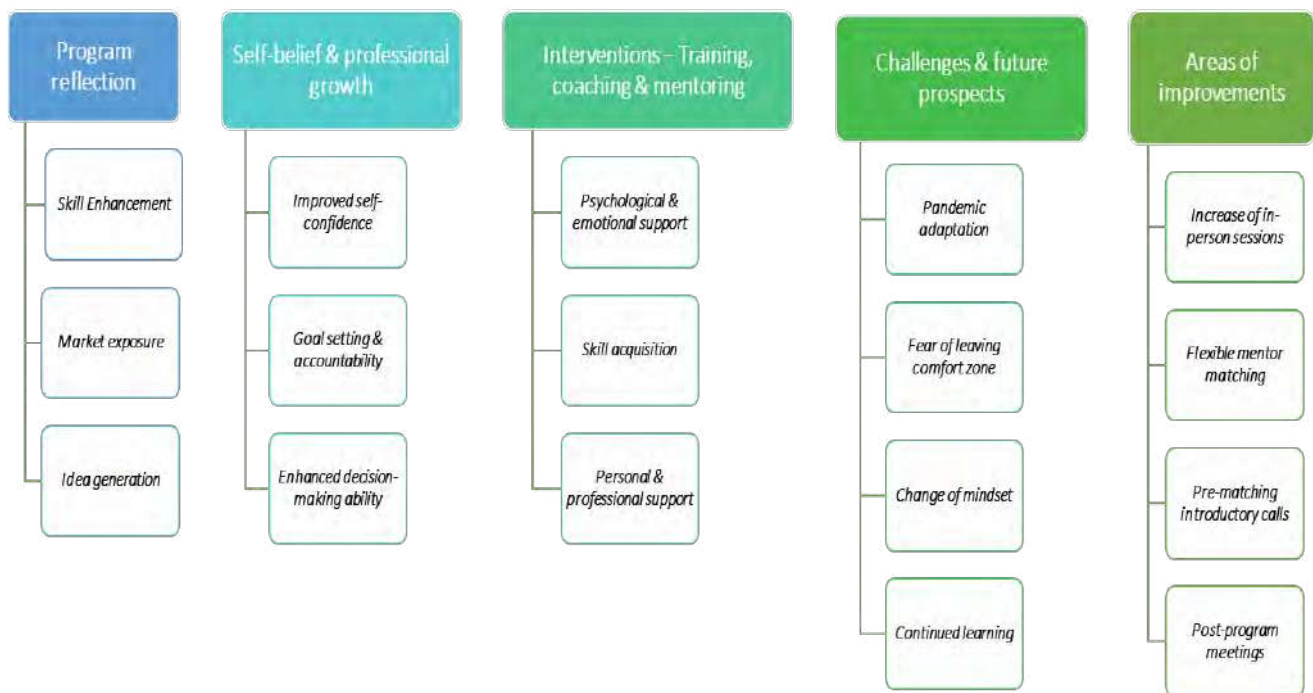 Program
reflection
Skill Enhancement
Market exposure
Idea generation
Self-belief & professional
growth
Improved self-
confidence
Goal setting &
accountability
Enhanced decision-
making ability
Interventions – Training,
coaching & mentoring
Psychological &
emotional support
Skill acquisition
Personal &
professional support
Challenges & future
prospects
Pandemic
adaptation
Fear of leaving
comfort zone
Change of mindset
Continued learning
Areas of
improvements
Increase of in-
person sessions
Flexible mentor
matching
Pre-matching
introductory calls
Post-program
meetings